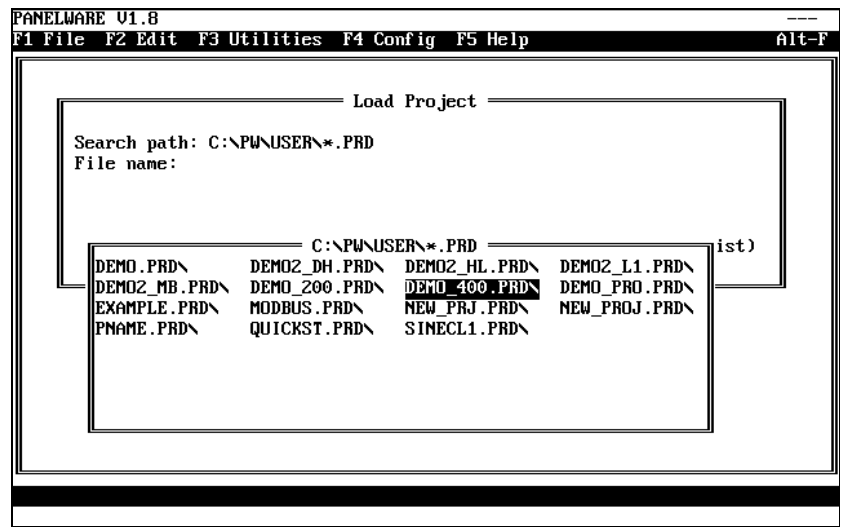 PANELWARE V1.8 ---
F1 File F2 Edit F3 Utilities F4 Config F5 Help Alt-F
Load Project
Search path: C:\PW\USER\*.PRD
File name:
ist)
C:\PW\USER\*.PRD
DEMO.PRD\ DEMO2_DH.PRD\ DEMO2_HL.PRD\ DEMO2_L1.PRD\
DEMO2_MB.PRD\ DEMO_200.PRD\ DEMO_400.PRD\ DEMO_PRO.PRD\
EXAMPLE.PRD\ MODBUS.PRD\ NEW_PRJ.PRD\ NEW_PROJ.PRD\
PNAME.PRD\ QUICKST.PRD\ SINECL1.PRD\